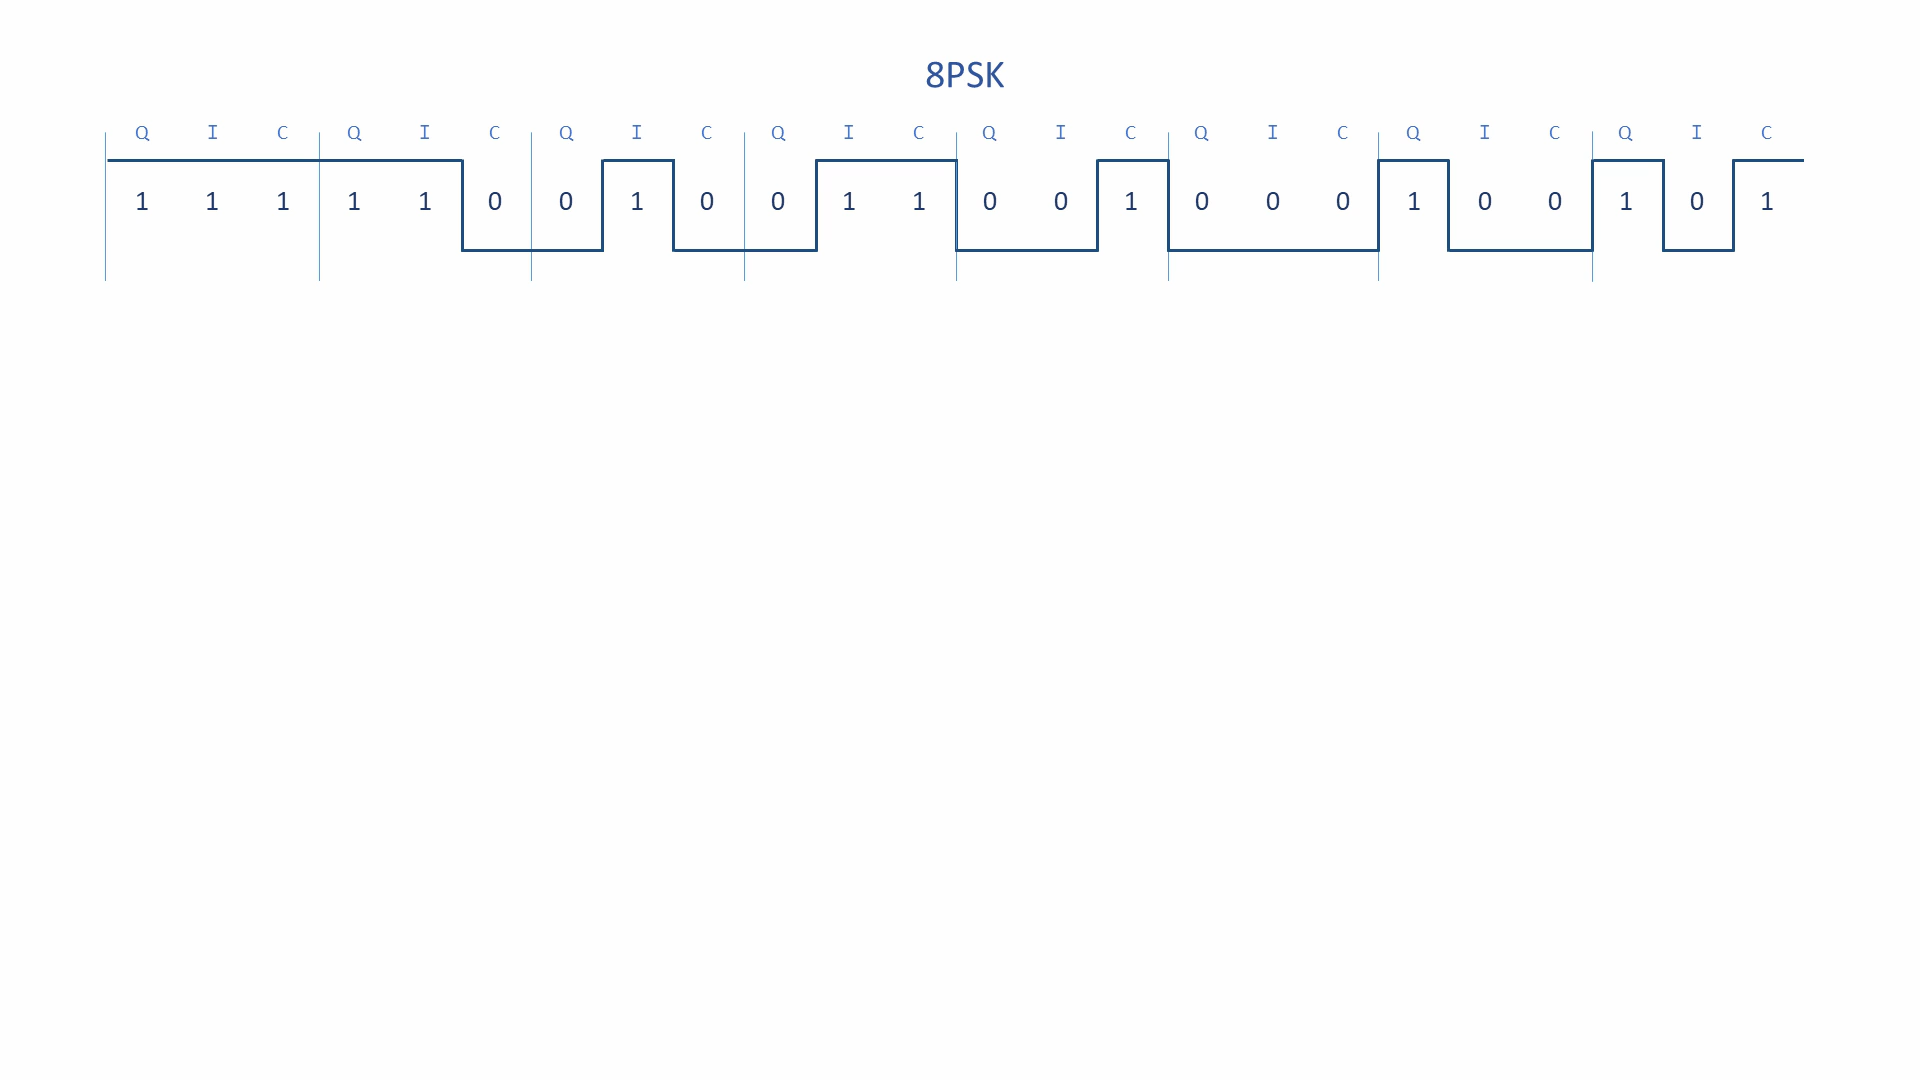 8PSK
Q I C Q I C Q I C Q I C Q I C Q I C Q I C Q I C
1 1 1 1 1 0 0 1 0 0 1 1 0 0 1 0 0 0 1 0 0 1 0 1